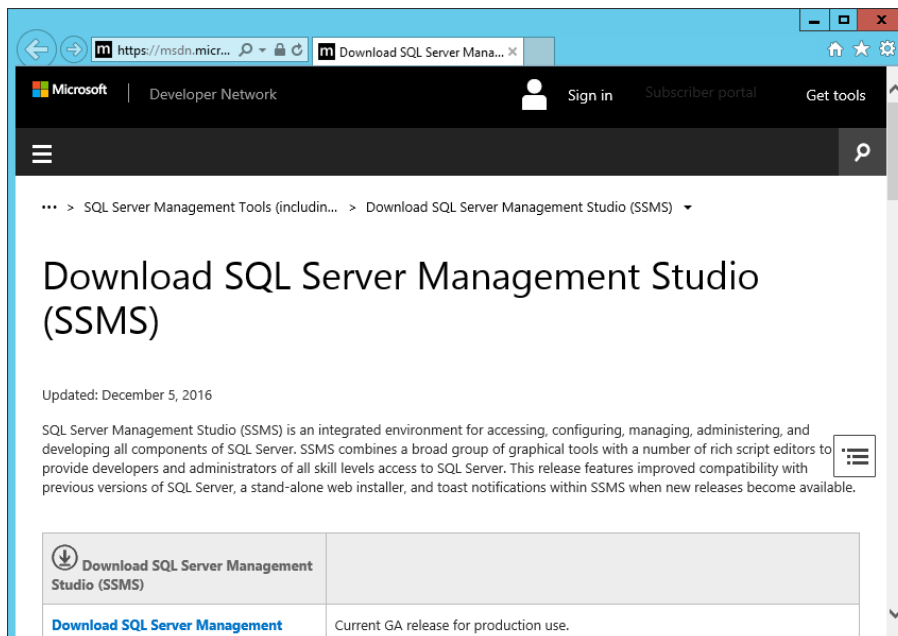 https://msdn.micr...
Download SQL Server Mana...
Microsoft
Developer Network
Sign in
Subscriber portal
Get tools
••• > SQL Server Management Tools (includin... > Download SQL Server Management Studio (SSMS)
Download SQL Server Management Studio
(SSMS)
Updated: December 5, 2016
SQL Server Management Studio (SSMS) is an integrated environment for accessing, configuring, managing, administering, and
developing all components of SQL Server. SSMS combines a broad group of graphical tools with a number of rich script editors to
provide developers and administrators of all skill levels access to SQL Server. This release features improved compatibility with
previous versions of SQL Server, a stand-alone web installer, and toast notifications within SSMS when new releases become available.
Download SQL Server Management
Studio (SSMS)
Download SQL Server Management
Current GA release for production use.